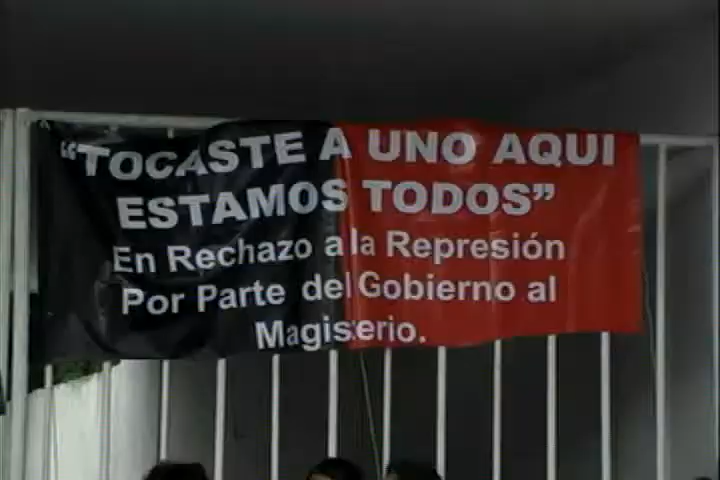 “TOCASTE A UNO AQUI
ESTAMOS TODOS”
En Rechazo a la Represión
Por Parte del Gobierno al
Magisterio.